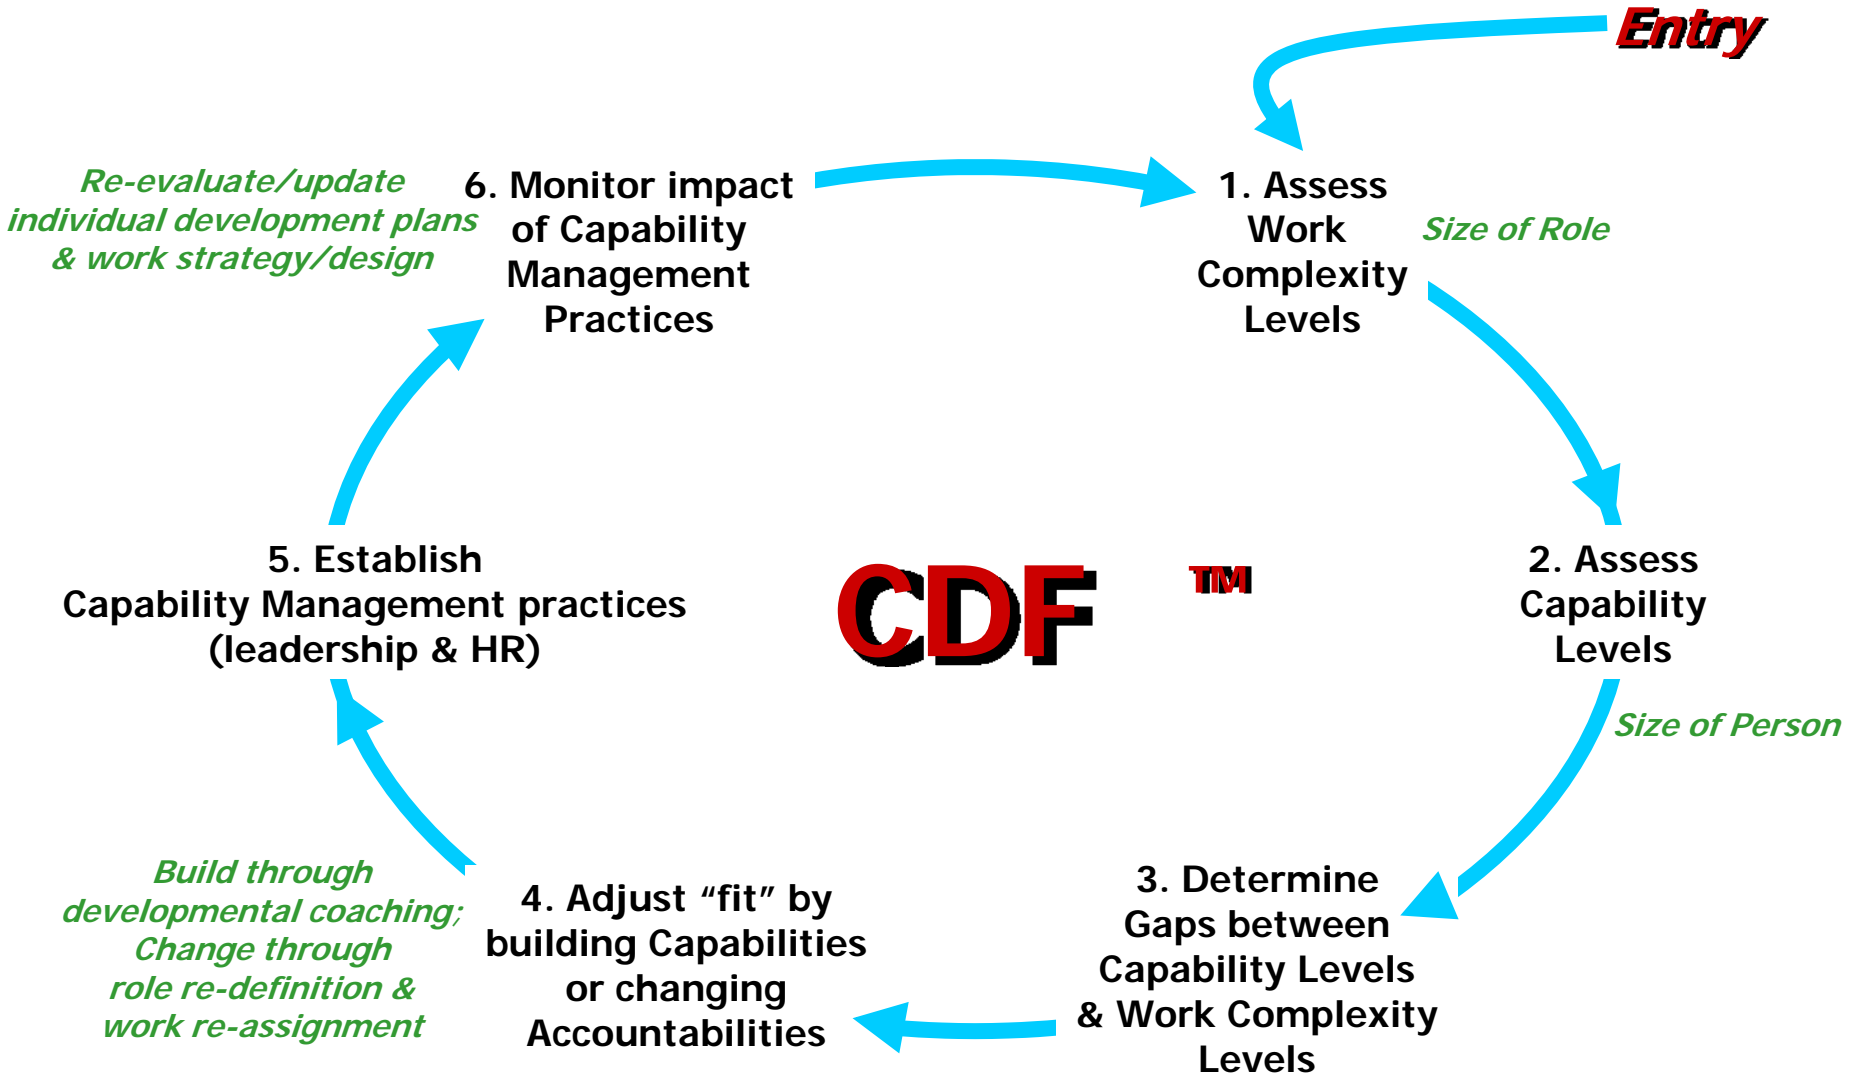 Entry
1. Assess
Work
Complexity
Levels
Size of Role
2. Assess
Capability
Levels
Size of Person
3. Determine
Gaps between
Capability Levels
& Work Complexity
Levels
4. Adjust “fit” by
building Capabilities
or changing
Accountabilities
Build through
developmental coaching;
Change through
role re-definition &
work re-assignment
5. Establish
Capability Management practices
(leadership & HR)
6. Monitor impact
of Capability
Management
Practices
Re-evaluate/update
individual development plans
& work strategy/design
CDF ™